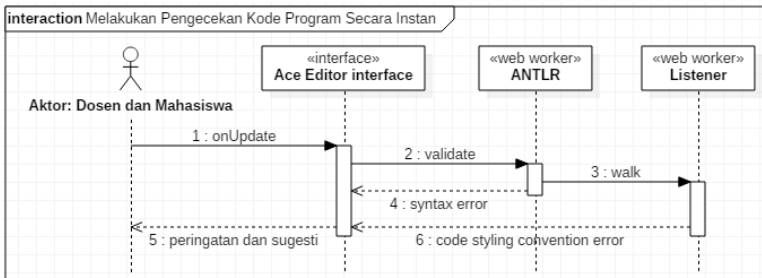 interaction Melakukan Pengecekan Kode Program Secara Instan
«interface»
Ace Editor interface
«web worker»
ANTLR
«web worker»
Listener
Aktor: Dosen dan Mahasiswa
1 : onUpdate
2 : validate
3 : walk
4 : syntax error
5 : peringatan dan sugesti
6 : code styling convention error